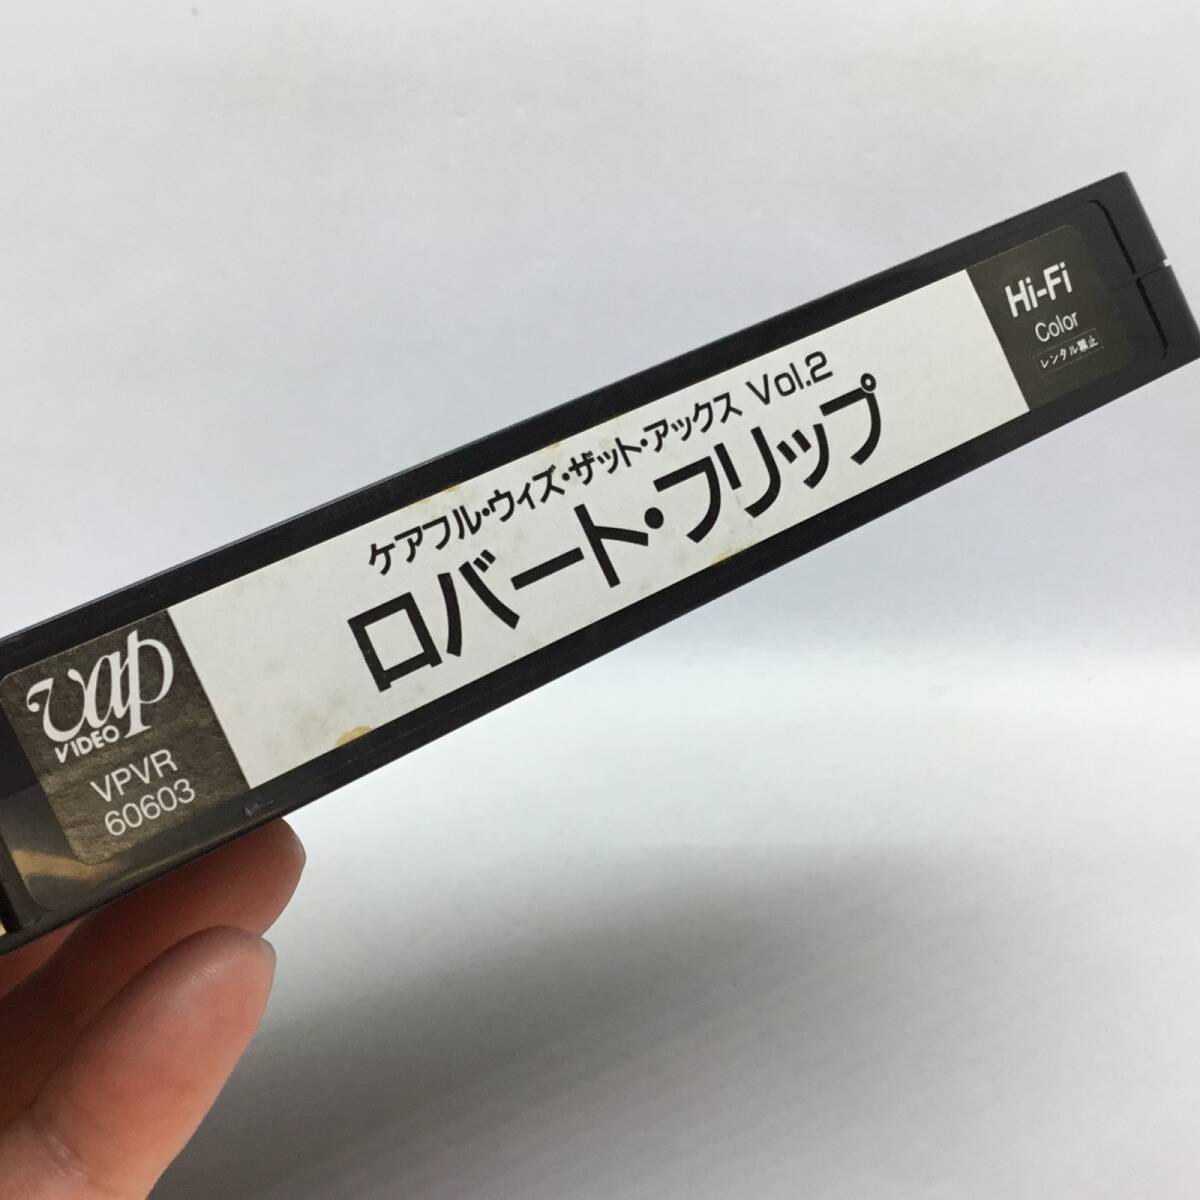 vap
VIDEO
VPVR
60603
ケアフル・ウィズ・ザット・アックス Vol.2
ロバート・フリップ
Hi-Fi
Color
レンタル禁止